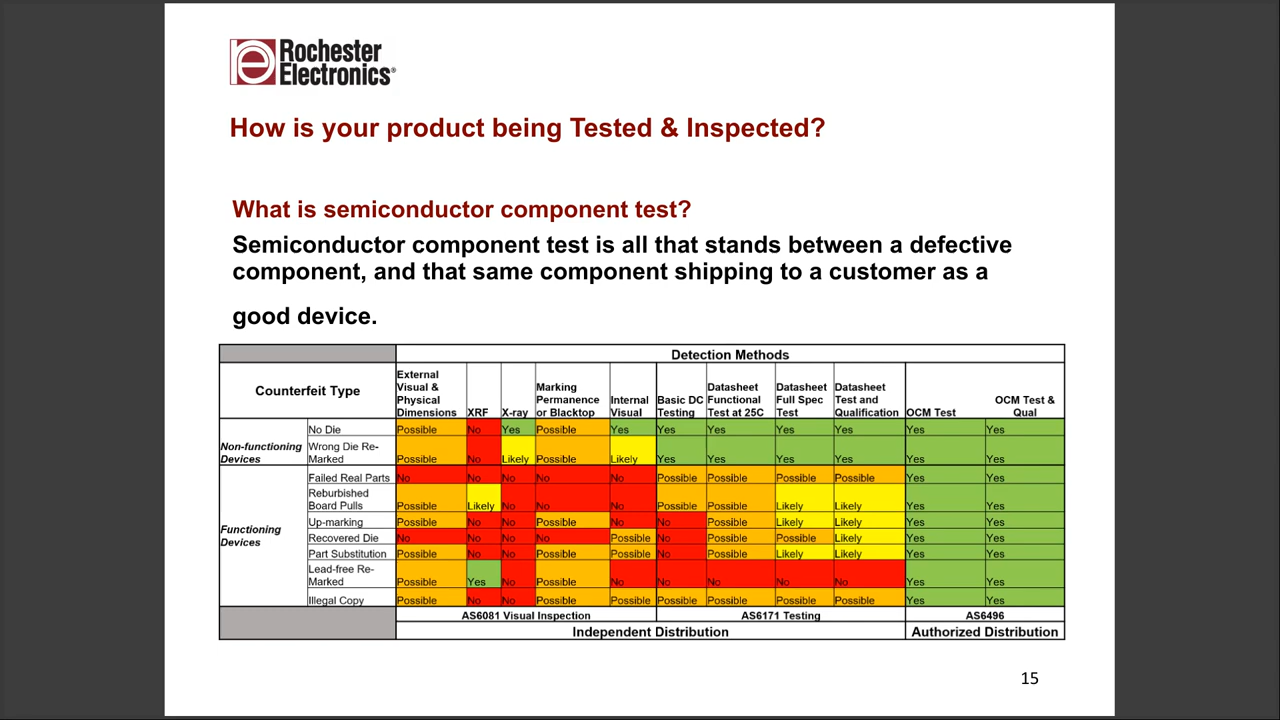 Rochester
Electronics®
How is your product being Tested & Inspected?
What is semiconductor component test?
Semiconductor component test is all that stands between a defective
component, and that same component shipping to a customer as a
good device.
Detection Methods
Counterfeit Type
External Visual & Physical Dimensions XRF X-ray Marking Permanence or Blacktop Internal Visual Basic DC Testing Datasheet Functional Test at 25C Datasheet Full Spec Test Datasheet Test and Qualification OCM Test OCM Test & Qual
Non-functioning Devices
No Die Possible No Yes Possible Yes Yes Yes Yes Yes Yes Yes
Wrong Die Re-Marked Possible No Likely Possible Likely Yes Yes Yes Yes Yes Yes
Functioning Devices
Failed Real Parts No No No No No Possible Possible Possible Possible Yes Yes
Reburbished Board Pulls Possible Likely No No No Possible Possible Likely Likely Yes Yes
Up-marking Possible No No Possible No No Possible Likely Likely Yes Yes
Recovered Die No No No No Possible No Possible Possible Likely Yes Yes
Part Substitution Possible No No Possible Possible No Possible Likely Likely Yes Yes
Lead-free Re-Marked Possible Yes No Possible No No No No No Yes Yes
Illegal Copy Possible No No Possible Possible Possible Possible Possible Possible Yes Yes
AS6081 Visual Inspection AS6171 Testing AS6496
Independent Distribution Authorized Distribution
15